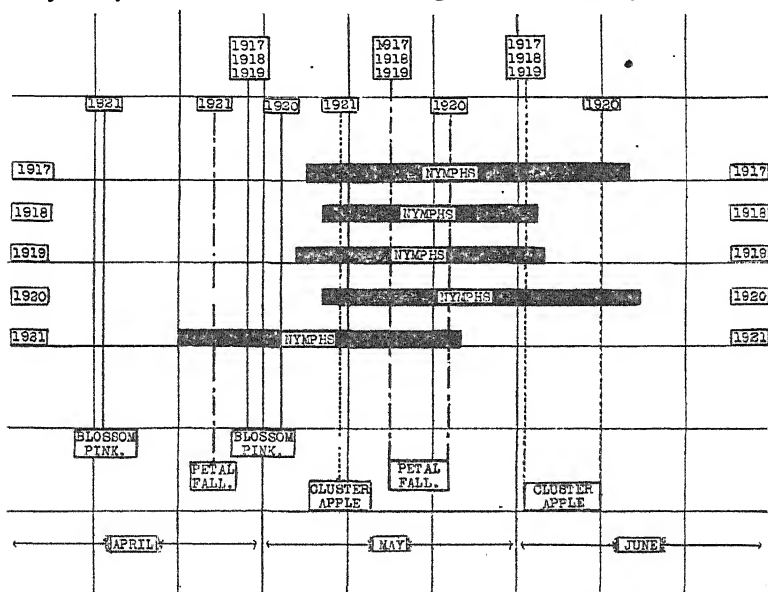 1917
1918
1919
1917
1918
1919
1917
1918
1919
1921
1921
1920
1921
1920
1920
1917
NYMPHS
1917
1918
NYMPHS
1918
1919
NYMPHS
1919
1920
NYMPHS
1920
1921
NYMPHS
1921
BLOSSOM
PINK.
BLOSSOM
PINK.
PETAL
FALL.
PETAL
FALL.
CLUSTER
APPLE
CLUSTER
APPLE
APRIL
MAY
JUNE